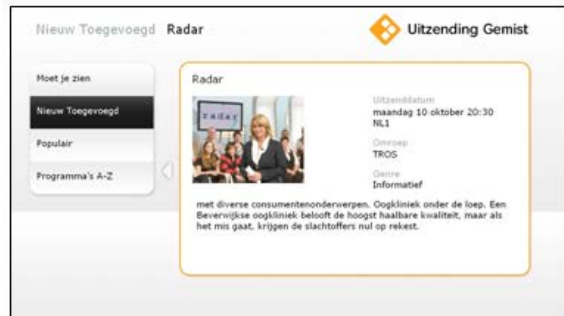 Nieuw Toegevoegd Radar
Uitzending Gemist
Moet je zien
Nieuw Toegevoegd
Populair
Programma's A-Z
Radar
radar
Uitzenddatum
maandag 10 oktober 20:30
NL1
Omroep
TROS
Genre
Informatief
met diverse consumentenonderwerpen. Oogkliniek onder de loep. Een
Beverwijkse oogkliniek belooft de hoogst haalbare kwaliteit, maar als
het mis gaat, krijgen de slachtoffers nul op rekest.